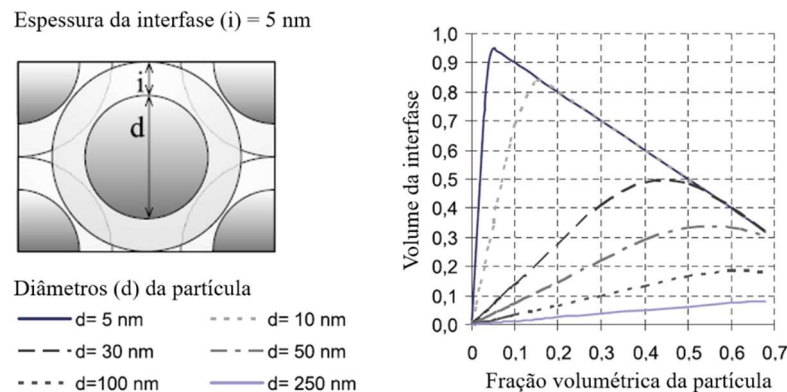 Espessura da interfase (i) = 5 nm
i
d
Diâmetros (d) da partícula
d= 5 nm
d= 10 nm
d= 30 nm
d= 50 nm
d=100 nm
d= 250 nm
Volume da interfase
1,0
0,9
0,8
0,7
0,6
0,5
0,4
0,3
0,2
0,1
0,0
0 0,1 0,2 0,3 0,4 0,5 0,6 0,7
Fração volumétrica da partícula